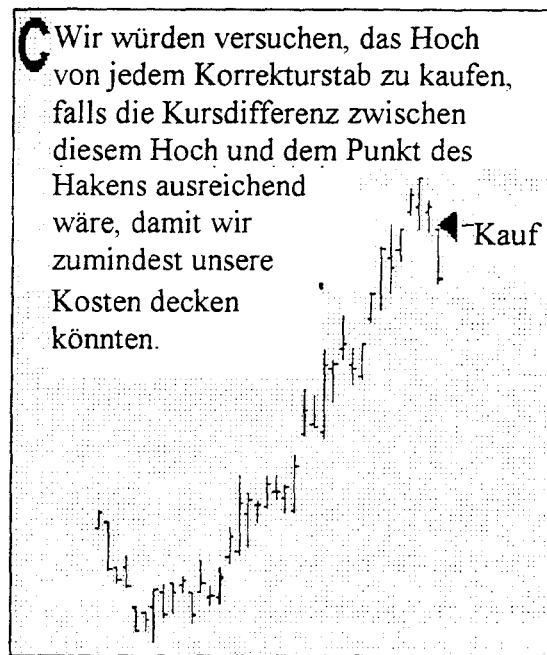 C Wir würden versuchen, das Hoch
von jedem Korrekturstab zu kaufen,
falls die Kursdifferenz zwischen
diesem Hoch und dem Punkt des
Hakens ausreichend
wäre, damit wir
zumindest unsere
Kosten decken
könnten.
Kauf